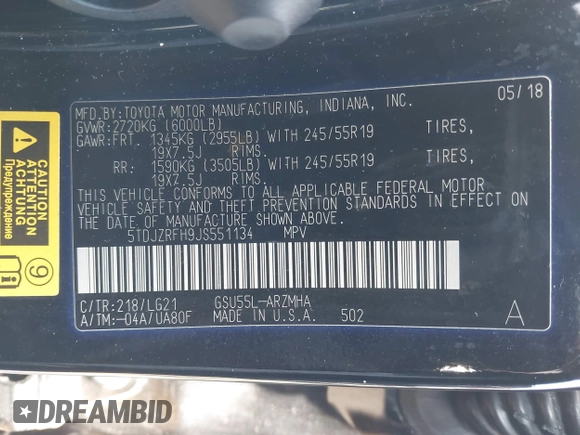 MFD.BY:TOYOTA MOTOR MANUFACTURING, INDIANA, INC. 05/18
GVWR:2720KG (6000LB)
GAWR:FRT. 1345KG (2955LB) WITH 245/55R19 TIRES,
19X7.5J RIMS.
RR: 1590KG (3505LB) WITH 245/55R19 TIRES,
19X7.5J RIMS.
THIS VEHICLE CONFORMS TO ALL APPLICABLE FEDERAL MOTOR
VEHICLE SAFETY AND THEFT PREVENTION STANDARDS IN EFFECT ON
THE DATE OF MANUFACTURE SHOWN ABOVE.
5TDJZRFH9JS551134 MPV
C/TR:218/LG21 GSU55L-ARZMHA
A/TM:-04A/UA80F MADE IN U.S.A. 502 A
CAUTION
ATTENTION
Предупреждение
9
DREAMBID